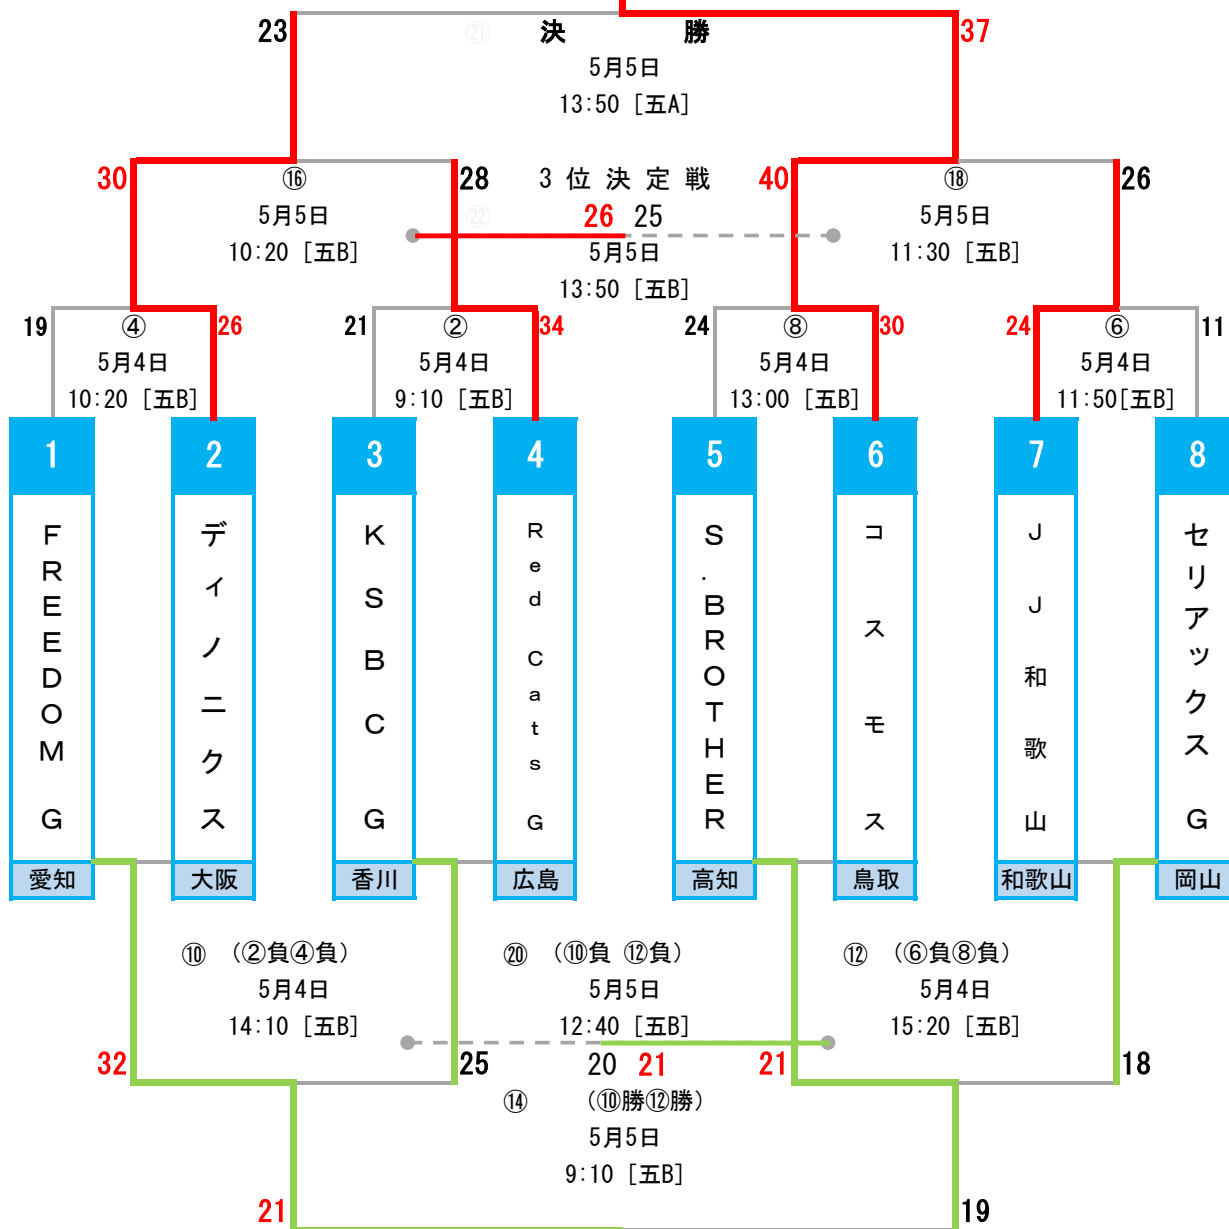 23 ㉑ 決 勝 37
5月5日
13:50 [五A]
30 ⑯ 28 3 位 決 定 戦 40 ⑱ 26
5月5日 ㉒ 26 25 5月5日
10:20 [五B] 5月5日 11:30 [五B]
13:50 [五B]
19 ④ 26 21 ② 34 24 ⑧ 30 24 ⑥ 11
5月4日 5月4日 5月4日 5月4日
10:20 [五B] 9:10 [五B] 13:00 [五B] 11:50[五B]
1 2 3 4 5 6 7 8
FREEDOM G
ディノニクス
KSBC G
Red Cats G
S.BROTHER
コスモス
JJ和歌山
セリアックス G
愛知 大阪 香川 広島 高知 鳥取 和歌山 岡山
⑩ (②負④負) ⑳ (⑩負 ⑫負) ⑫ (⑥負⑧負)
5月4日 5月5日 5月4日
14:10 [五B] 12:40 [五B] 15:20 [五B]
32 25 20 21 21 18
⑭ (⑩勝⑫勝)
5月5日
9:10 [五B]
21 19